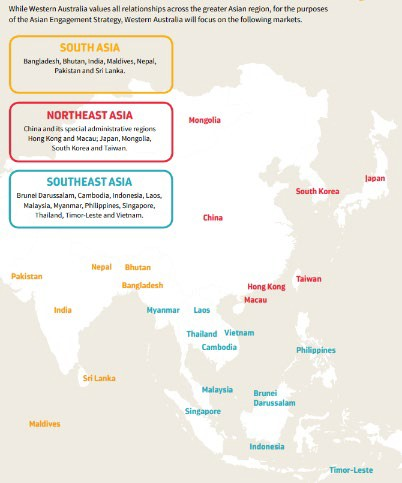 While Western Australia values all relationships across the greater Asian region, for the purposes
of the Asian Engagement Strategy, Western Australia will focus on the following markets.
SOUTH ASIA
Bangladesh, Bhutan, India, Maldives, Nepal,
Pakistan and Sri Lanka.
NORTHEAST ASIA
China and its special administrative regions
Hong Kong and Macau; Japan, Mongolia,
South Korea and Taiwan.
SOUTHEAST ASIA
Brunei Darussalam, Cambodia, Indonesia, Laos,
Malaysia, Myanmar, Philippines, Singapore,
Thailand, Timor-Leste and Vietnam.
Mongolia
Japan
South Korea
China
Nepal
Bhutan
Pakistan
Taiwan
Bangladesh
Hong Kong
Macau
India
Myanmar
Laos
Thailand
Vietnam
Cambodia
Philippines
Sri Lanka
Malaysia
Brunei
Darussalam
Singapore
Maldives
Indonesia
Timor-Leste